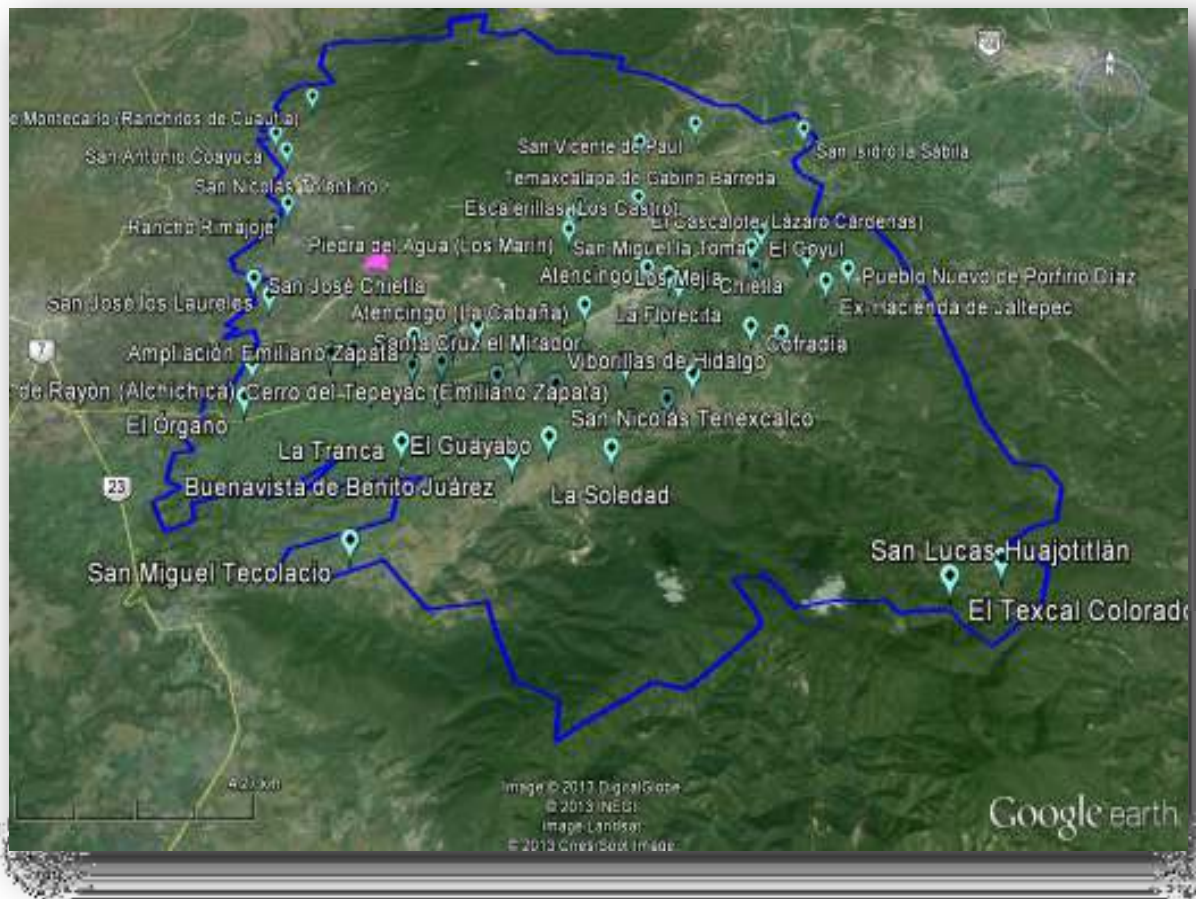 N
e Montecarlo (Ranchitos de Cuautla)
San Antonio Coayuca
San Vicente de Paul
San Isidro la Sábila
San Nicolás Tolentino
Temaxcalapa de Gabino Barreda
Escalerillas (Los Castro)
Rancho Rimajoje
El Cascalote (Lázaro Cárdenas)
Piedra del Agua (Los Marín)
San Miguel la Toma
El Coyul
San José Chietla
Atencingo
Los Mejía
Chietla
Pueblo Nuevo de Porfirio Díaz
San José los Laureles
Ex-Hacienda de Jaltepec
Atencingo (La Cabaña)
La Florecita
7
Ampliación Emiliano Zapata
Santa Cruz el Mirador
Cofradía
Viborillas de Hidalgo
de Rayón (Alchichica)
Cerro del Tepeyac (Emiliano Zapata)
El Órgano
San Nicolás Tenexcalco
La Tranca
El Guayabo
23
Buenavista de Benito Juárez
La Soledad
San Lucas Huajotitlán
San Miguel Tecolacio
El Texcal Colorado
Image © 2013 DigitalGlobe
© 2013 INEGI
Image Landsat
© 2013 Cnes/Spot Image
Google earth